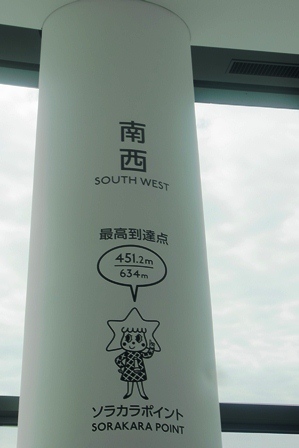 南
西
SOUTH WEST
最高到達点
451.2m
634m
ソラカラポイント
SORAKARA POINT